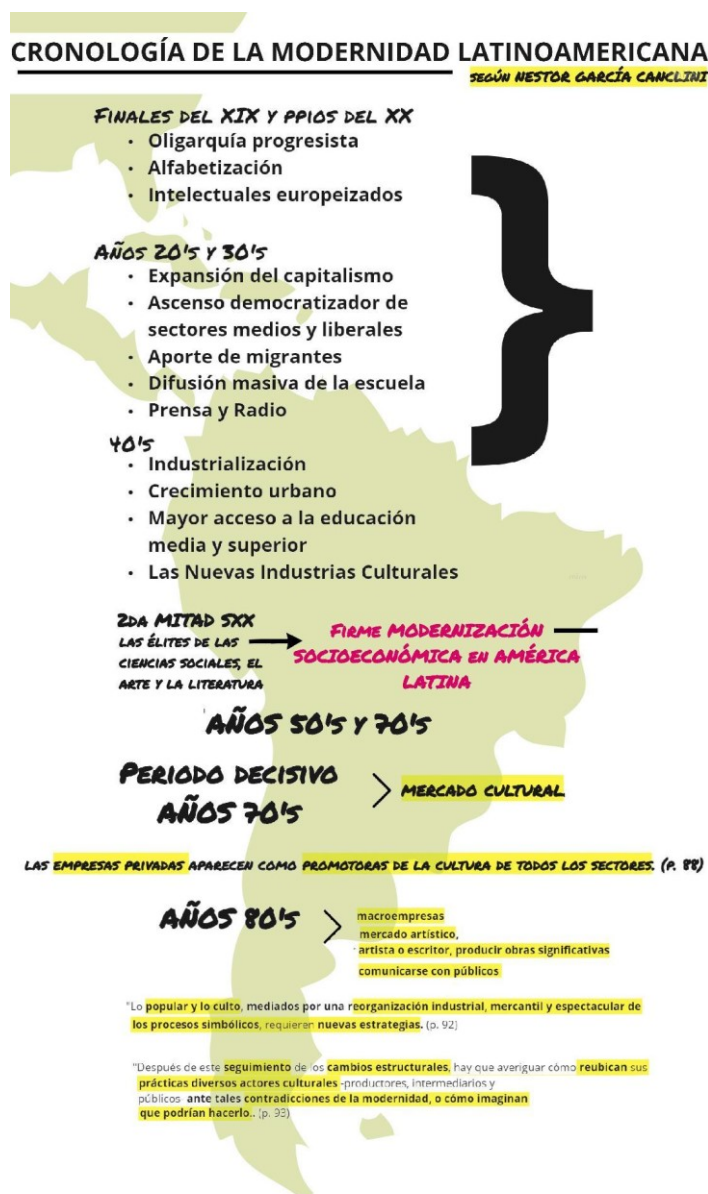 CRONOLOGÍA DE LA MODERNIDAD LATINOAMERICANA
SEGÚN NESTOR GARCÍA CANCLINI
FINALES DEL XIX Y PPIOS DEL XX
· Oligarquía progresista
· Alfabetización
· Intelectuales europeizados
AÑOS 20'S Y 30'S
· Expansión del capitalismo
· Ascenso democratizador de
sectores medios y liberales
· Aporte de migrantes
· Difusión masiva de la escuela
· Prensa y Radio
40'S
· Industrialización
· Crecimiento urbano
· Mayor acceso a la educación
media y superior
· Las Nuevas Industrias Culturales
2DA MITAD SXX
LAS ÉLITES DE LAS
CIENCIAS SOCIALES, EL
ARTE Y LA LITERATURA
FIRME MODERNIZACIÓN
SOCIOECONÓMICA EN AMÉRICA
LATINA
AÑOS 50'S Y 70'S
PERIODO DECISIVO
AÑOS 70'S
MERCADO CULTURAL
LAS EMPRESAS PRIVADAS APARECEN COMO PROMOTORAS DE LA CULTURA DE TODOS LOS SECTORES. (P. 88)
AÑOS 80'S
macroempresas
mercado artístico,
artista o escritor, producir obras significativas
comunicarse con públicos
"Lo popular y lo culto, mediados por una reorganización industrial, mercantil y espectacular de
los procesos simbólicos, requieren nuevas estrategias. (p. 92)
"Después de este seguimiento de los cambios estructurales, hay que averiguar cómo reubican sus
prácticas diversos actores culturales -productores, intermediarios y
públicos- ante tales contradicciones de la modernidad, o cómo imaginan
que podrían hacerlo.. (p. 93)